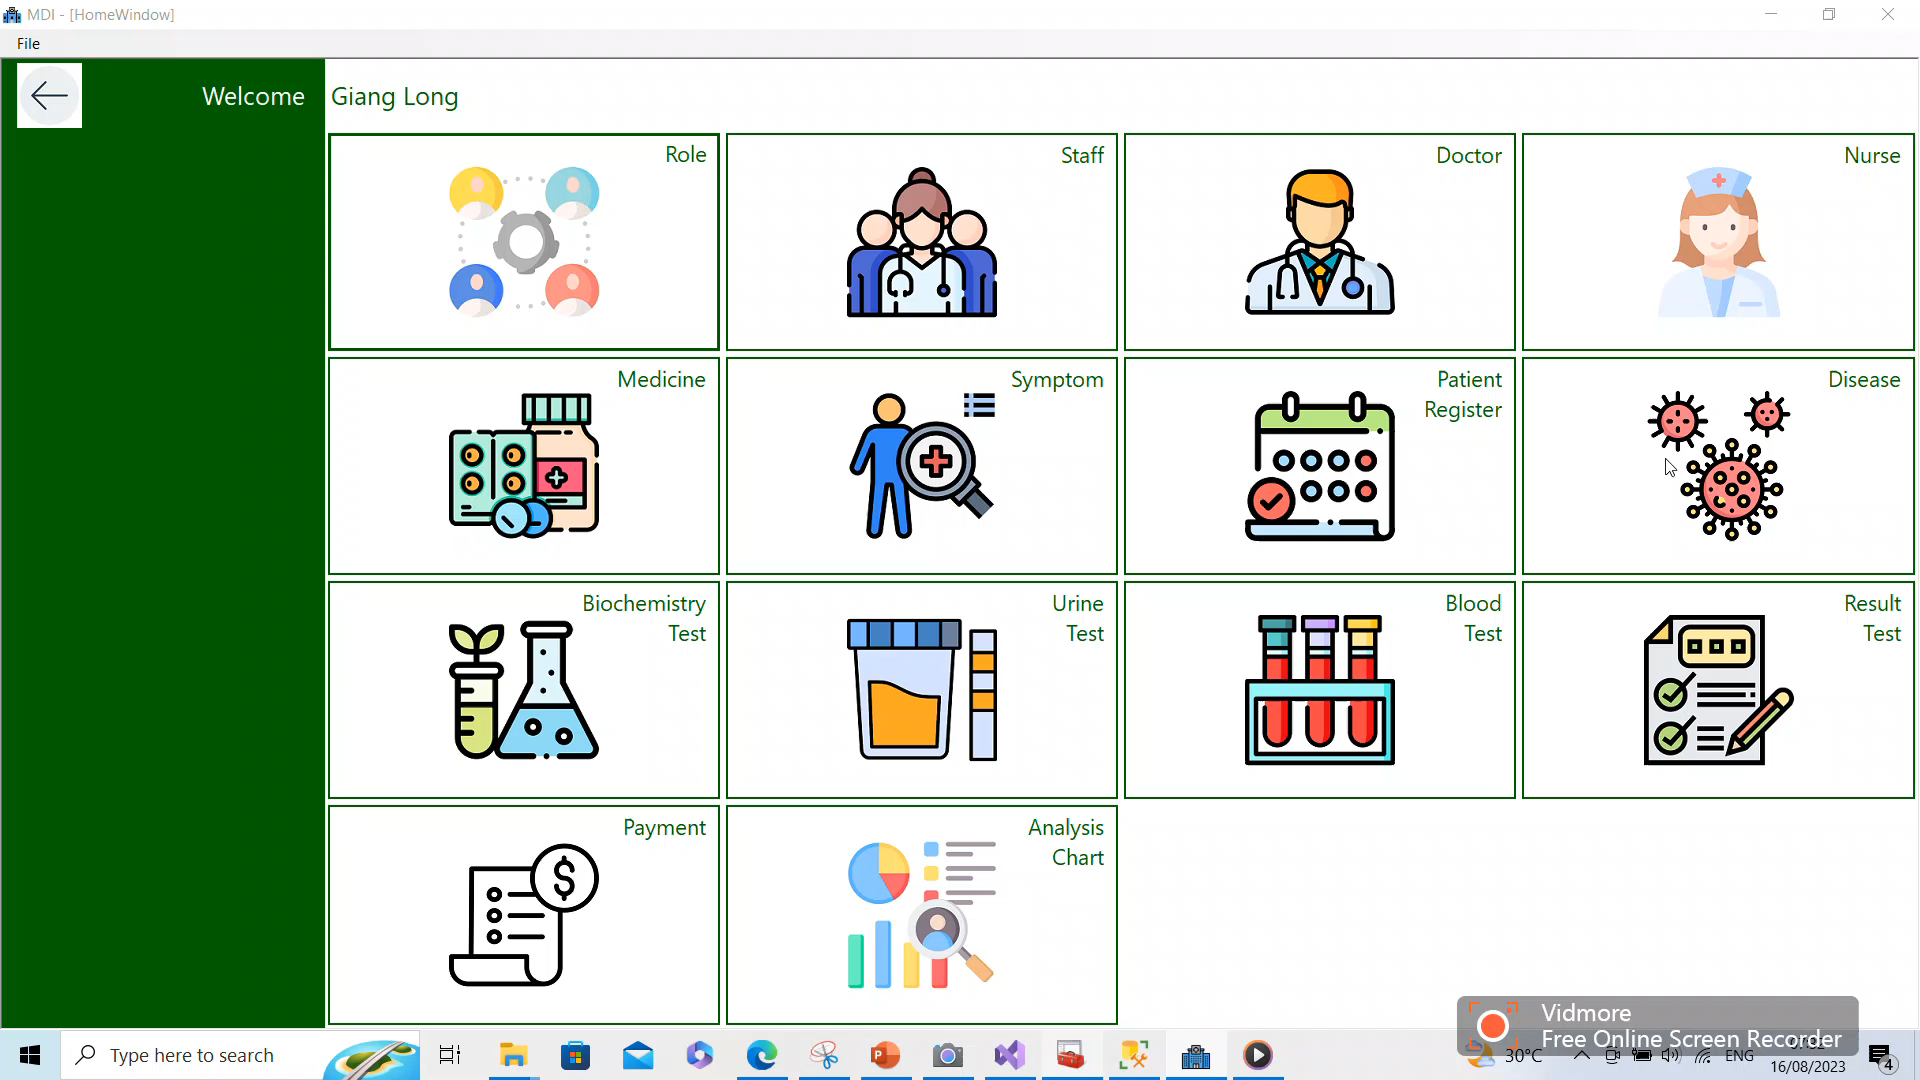 MDI - [HomeWindow]
File
Welcome
Giang Long
Role
Staff
Doctor
Nurse
Medicine
Symptom
Patient
Register
Disease
Biochemistry
Test
Urine
Test
Blood
Test
Result
Test
Payment
$
Analysis
Chart
Vidmore
Free Online Screen Recorder
Type here to search
30°C
ENG
16/08/2023
4